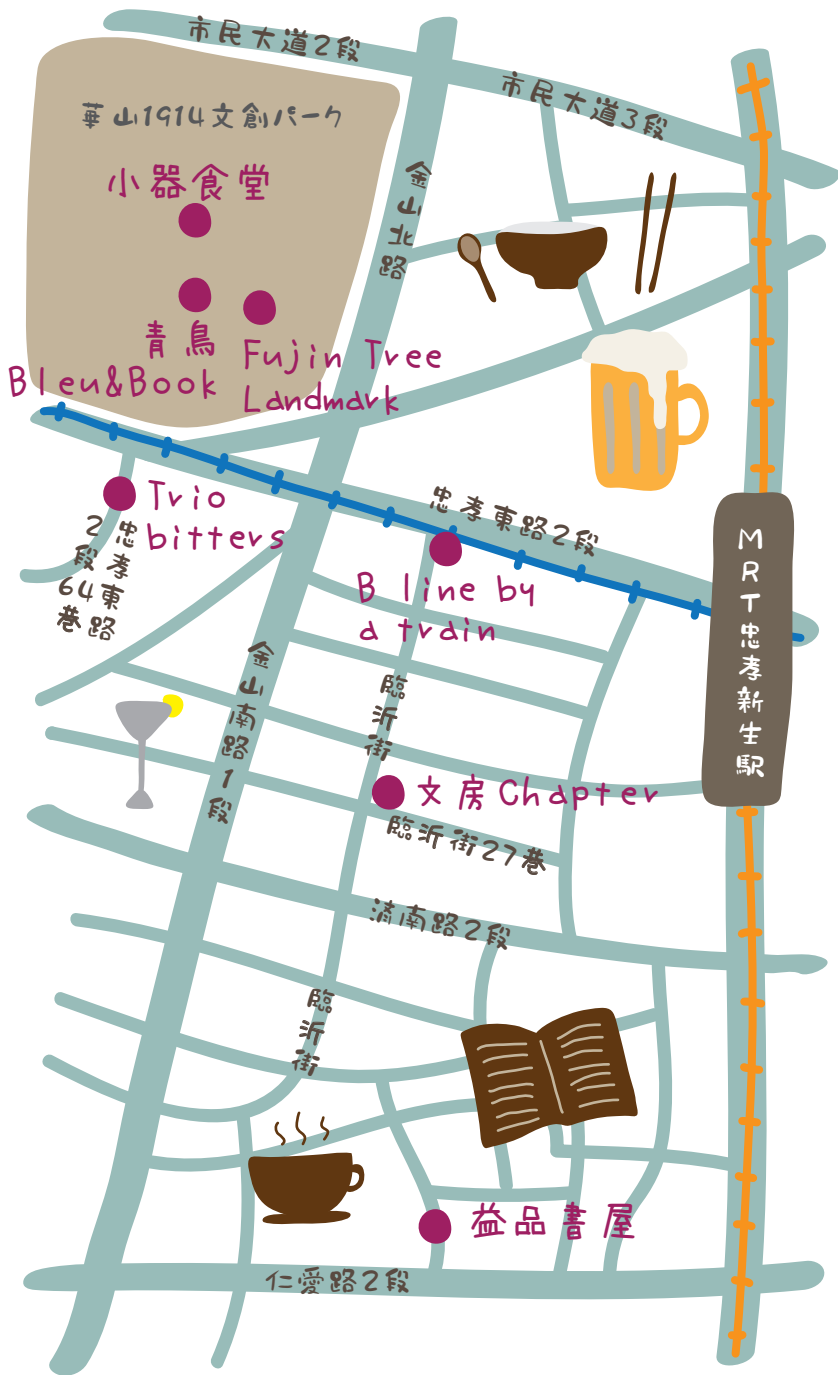 市民大道2段
市民大道3段
華山1914文創パーク
小器食堂
金山北路
青鳥
Bleu&Book
Fujin Tree
Landmark
Trio
bitters
忠孝東路
2段64巷
忠孝東路2段
B line by
a train
MRT忠孝新生駅
金山南路1段
臨沂街
文房Chapter
臨沂街27巷
済南路2段
臨沂街
益品書屋
仁愛路2段